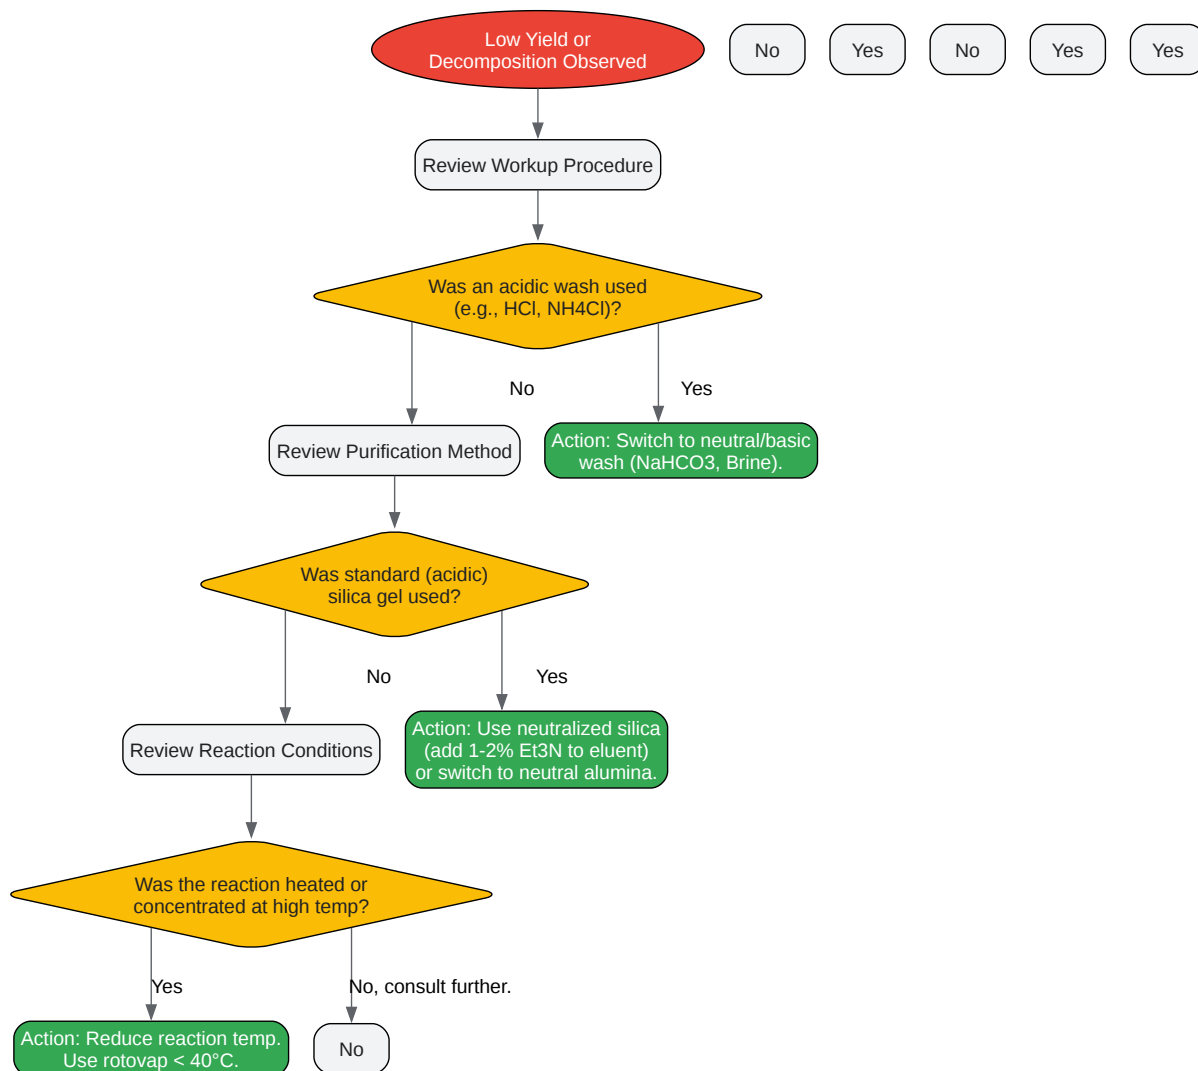 Low Yield or
Decomposition Observed
No
Yes
No
Yes
Yes
Review Workup Procedure
Was an acidic wash used
(e.g., HCl, NH4Cl)?
No
Yes
Review Purification Method
Action: Switch to neutral/basic
wash (NaHCO3, Brine).
Was standard (acidic)
silica gel used?
No
Yes
Review Reaction Conditions
Action: Use neutralized silica
(add 1-2% Et3N to eluent)
or switch to neutral alumina.
Was the reaction heated or
concentrated at high temp?
Yes
No, consult further.
Action: Reduce reaction temp.
Use rotovap < 40°C.
No